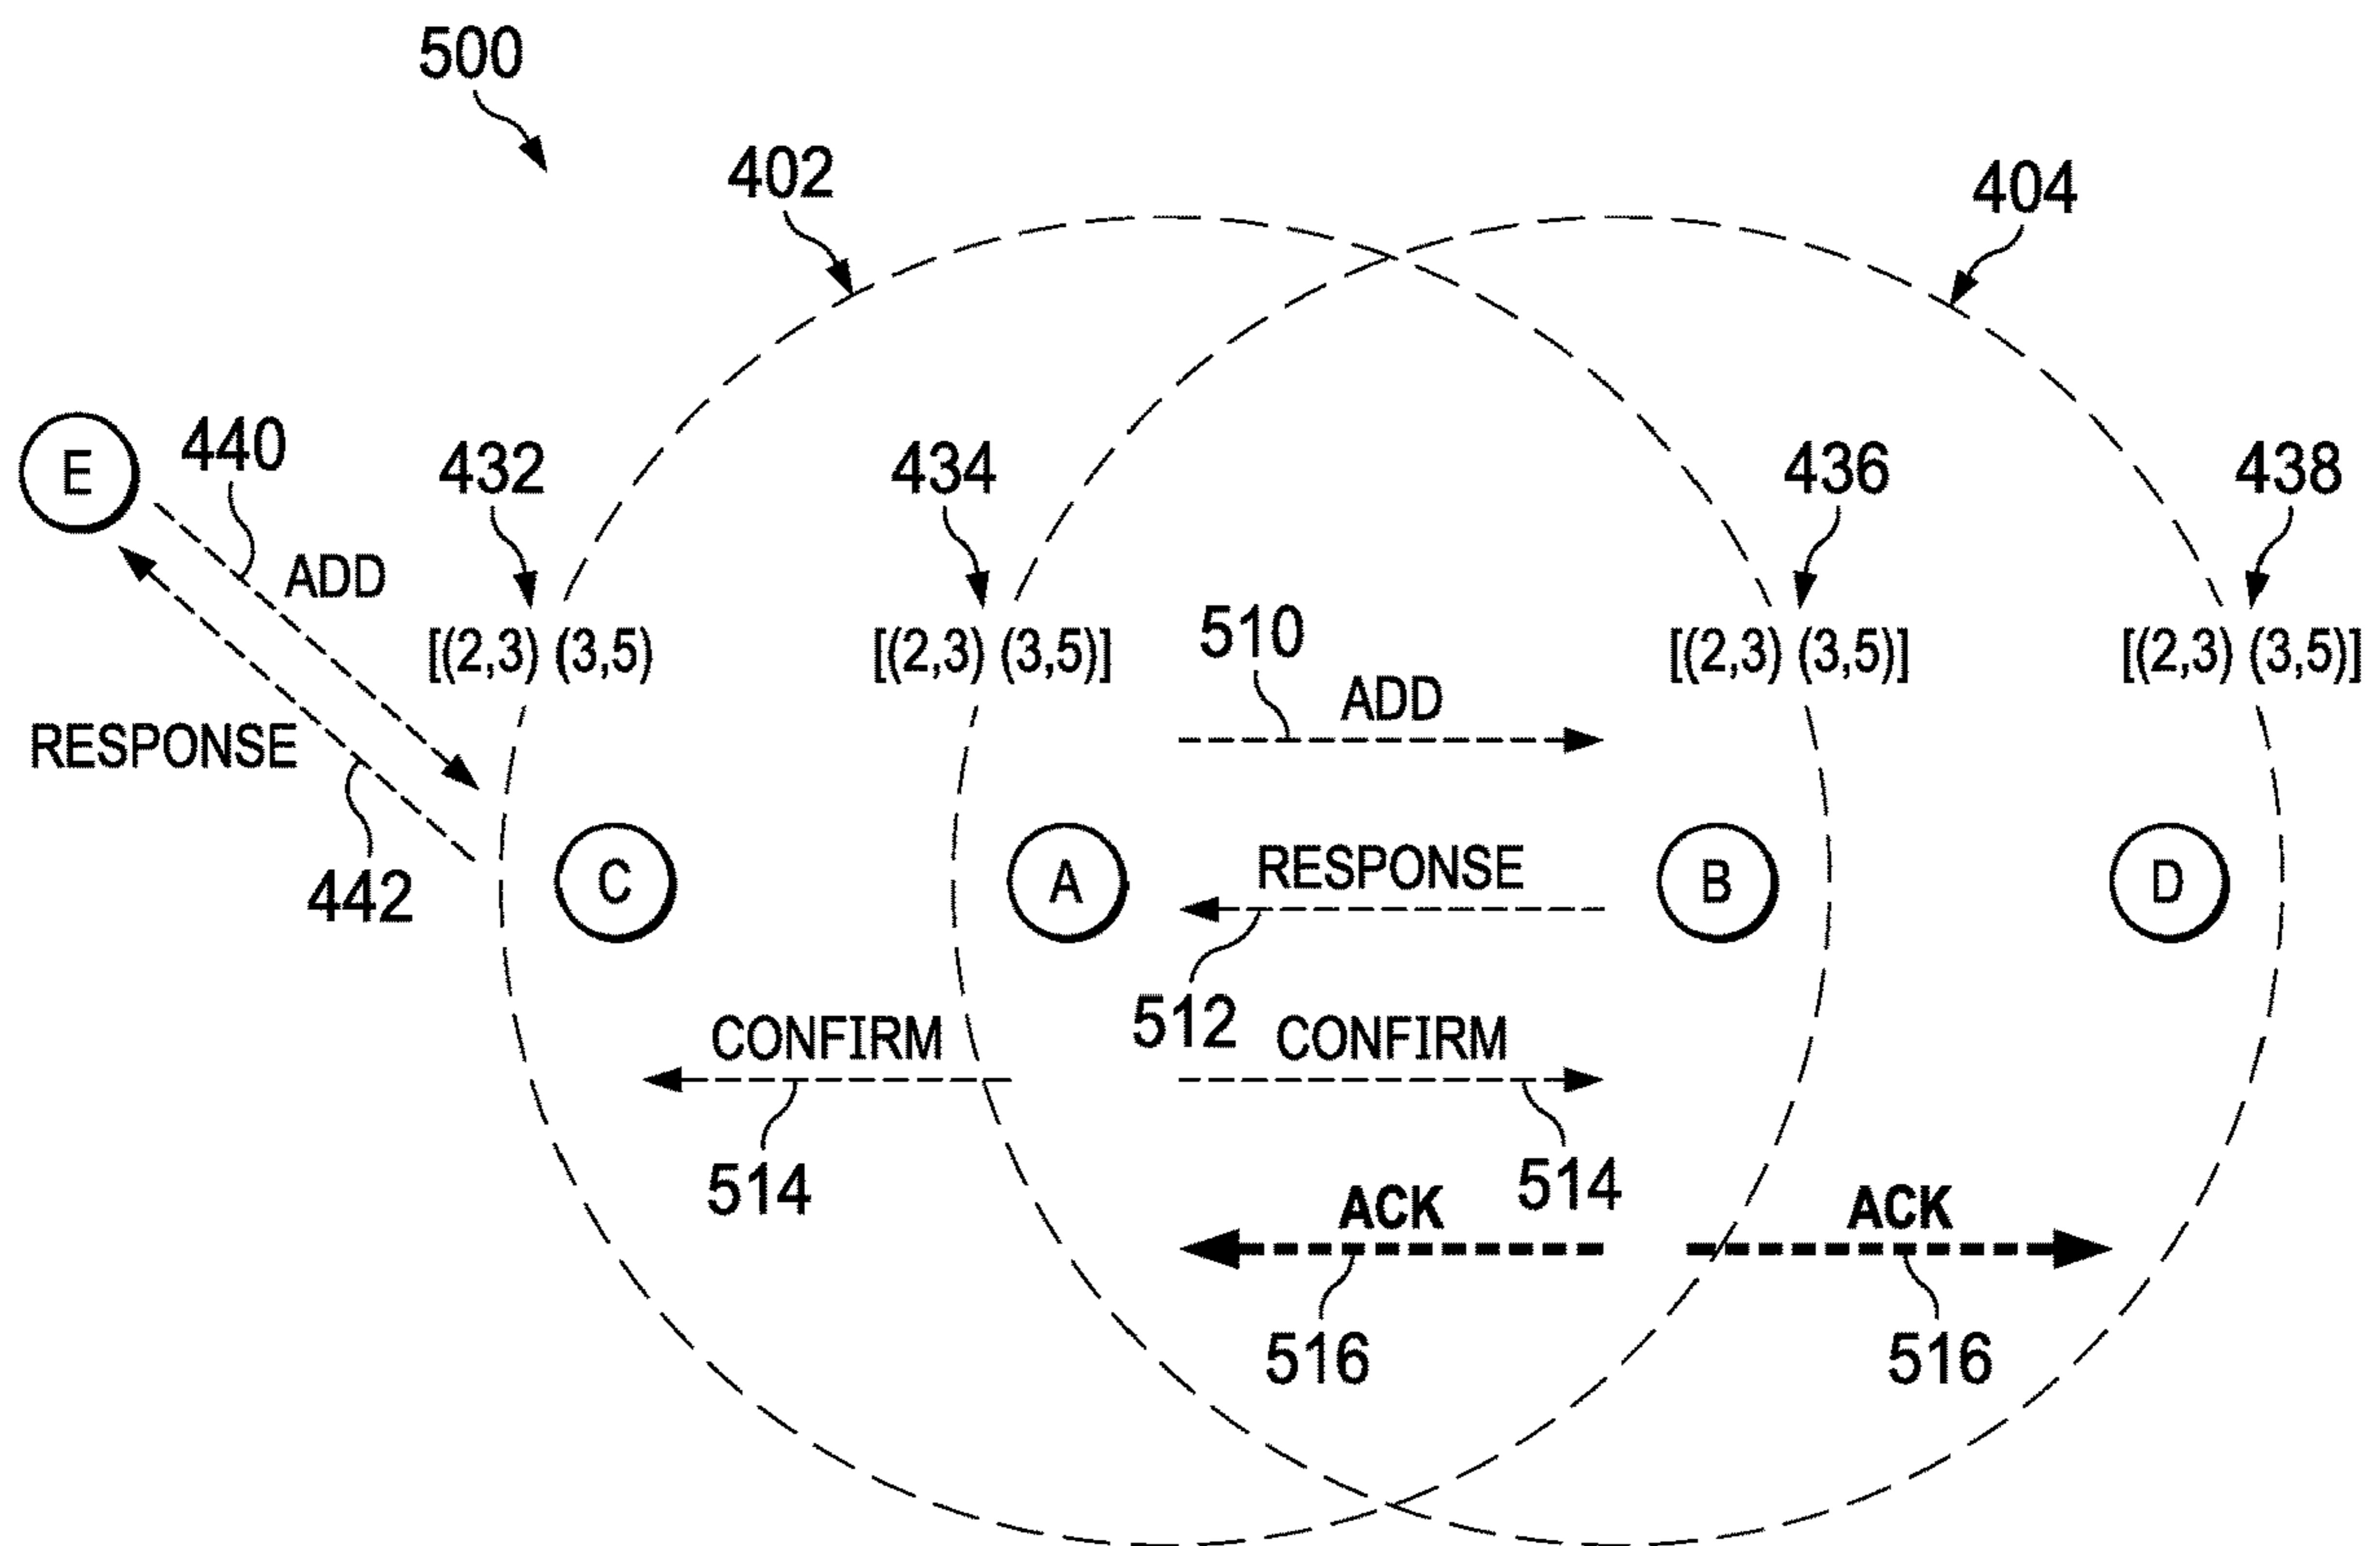 500
402
404
E
440
432
434
436
438
ADD
[(2,3) (3,5)
[(2,3) (3,5)]
[(2,3) (3,5)]
[(2,3) (3,5)]
510
ADD
RESPONSE
442
C
A
RESPONSE
B
D
512
CONFIRM
CONFIRM
514
514
ACK
ACK
516
516